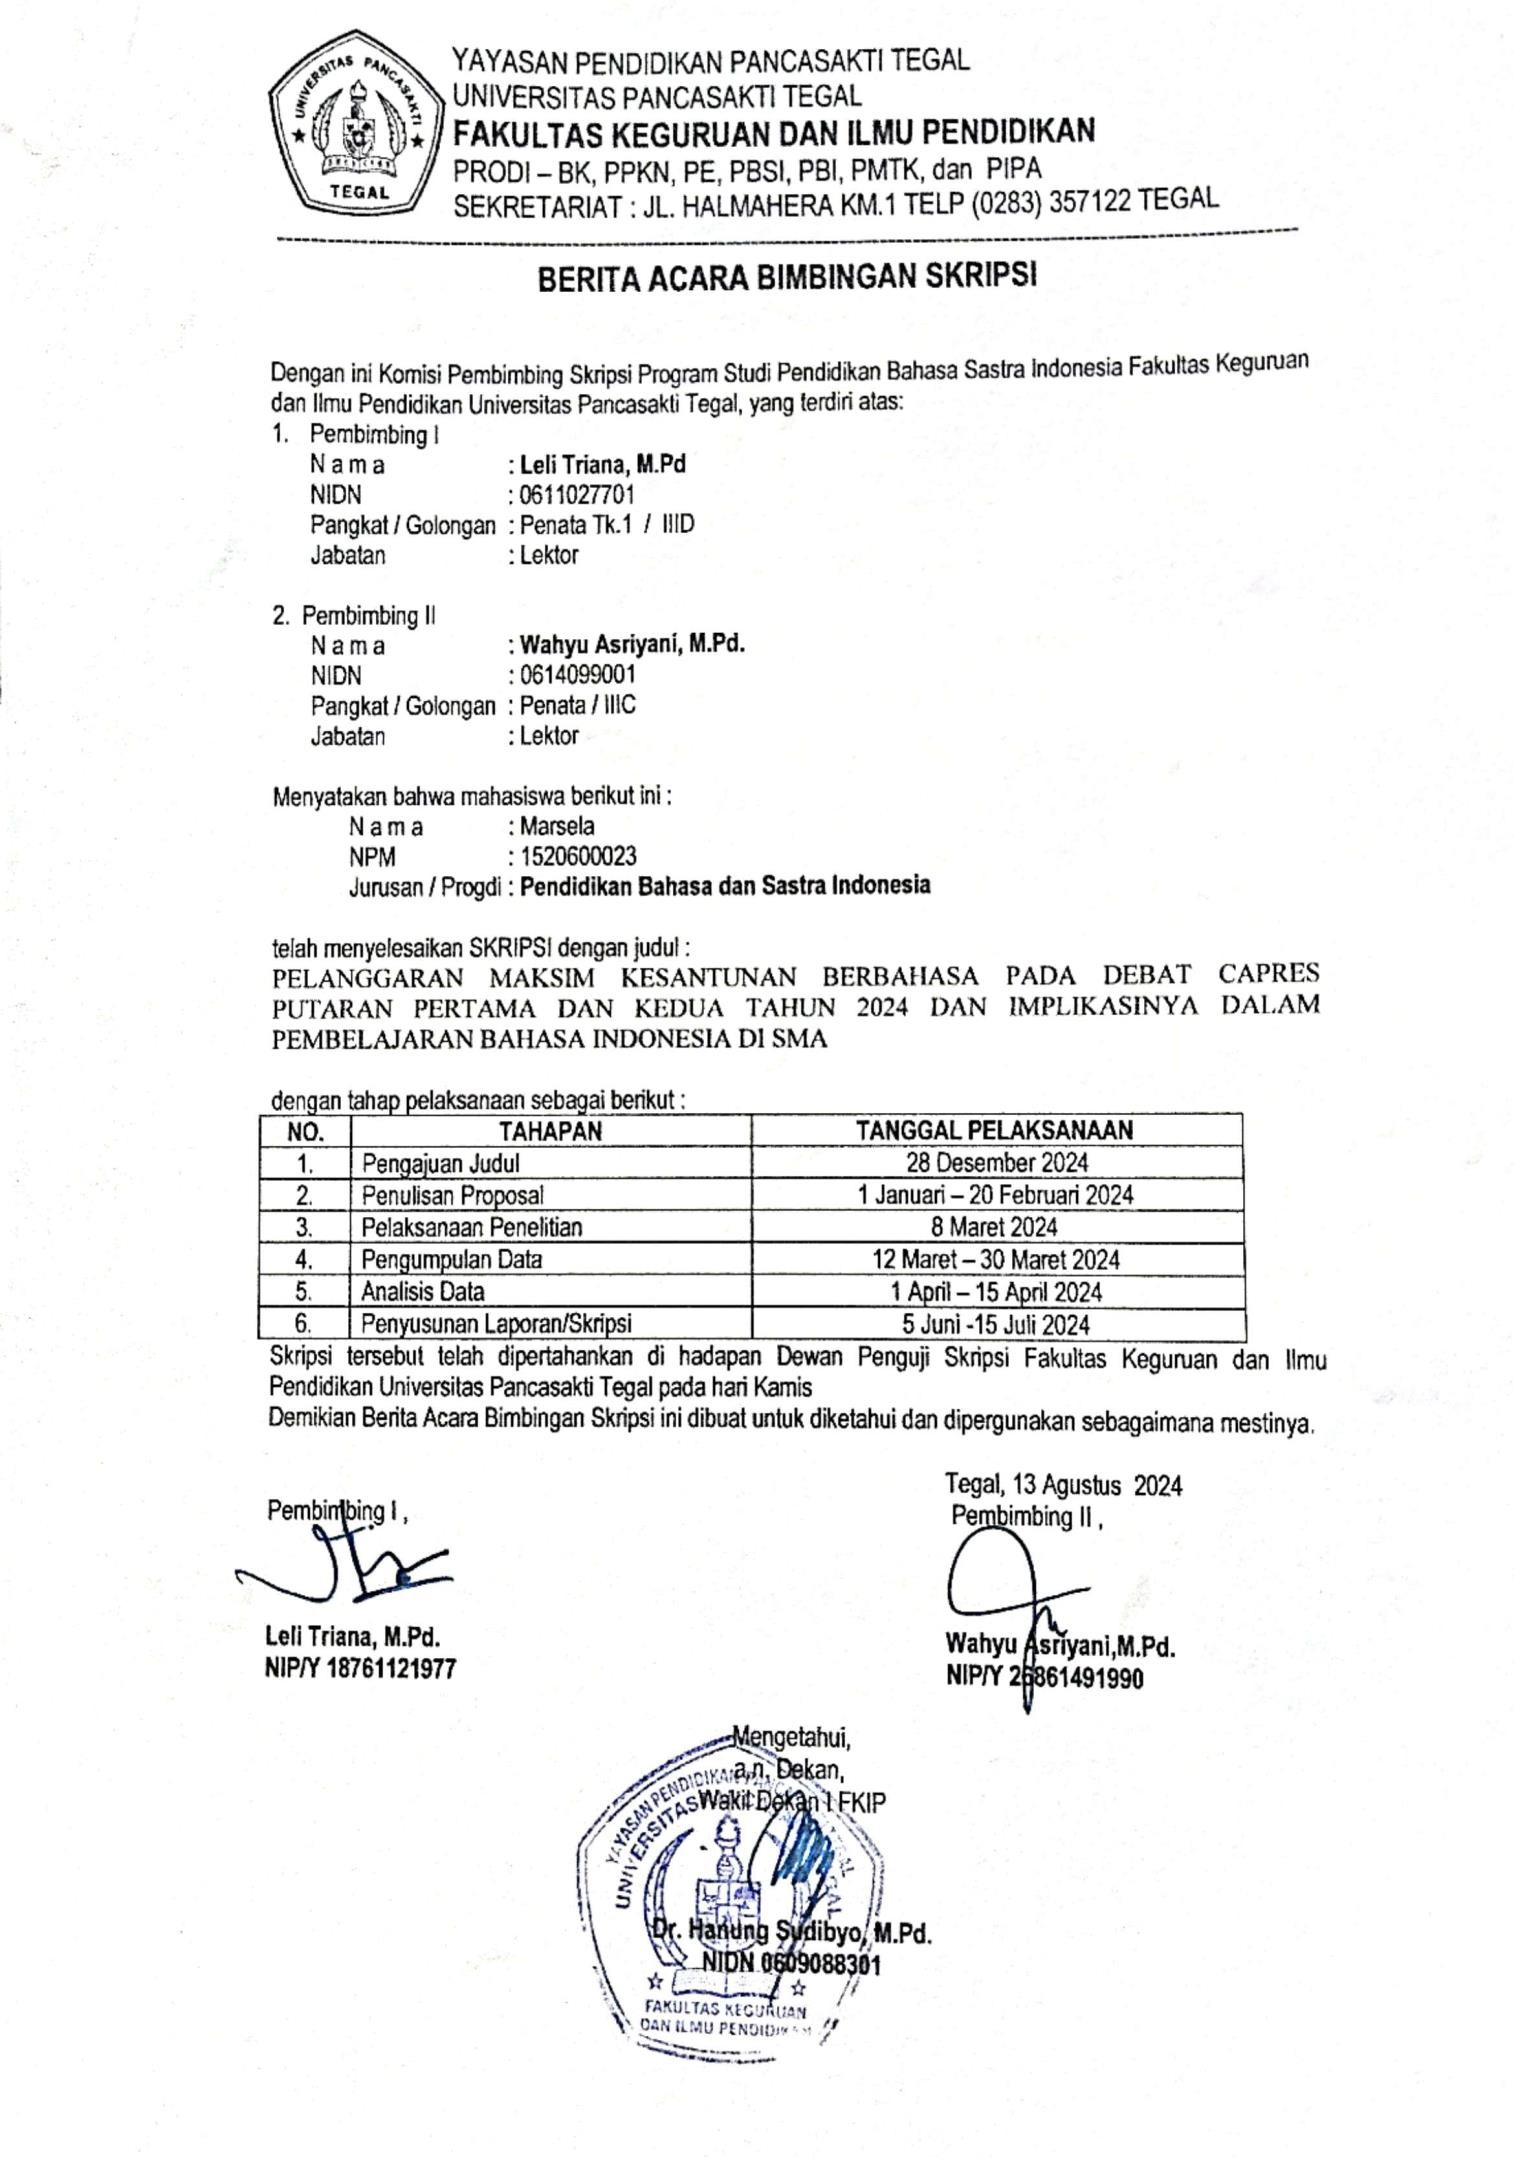 UNIVERSITAS PANCASAKTI
TEGAL
YAYASAN PENDIDIKAN PANCASAKTI TEGAL
UNIVERSITAS PANCASAKTI TEGAL
FAKULTAS KEGURUAN DAN ILMU PENDIDIKAN
PRODI – BK, PPKN, PE, PBSI, PBI, PMTK, dan PIPA
SEKRETARIAT : JL. HALMAHERA KM.1 TELP (0283) 357122 TEGAL
BERITA ACARA BIMBINGAN SKRIPSI
Dengan ini Komisi Pembimbing Skripsi Program Studi Pendidikan Bahasa Sastra Indonesia Fakultas Keguruan
dan Ilmu Pendidikan Universitas Pancasakti Tegal, yang terdiri atas:
1. Pembimbing I
N a m a : Leli Triana, M.Pd
NIDN : 0611027701
Pangkat / Golongan : Penata Tk.1 / IIID
Jabatan : Lektor
2. Pembimbing II
N a m a : Wahyu Asriyani, M.Pd.
NIDN : 0614099001
Pangkat / Golongan : Penata / IIIC
Jabatan : Lektor
Menyatakan bahwa mahasiswa berikut ini :
N a m a : Marsela
NPM : 1520600023
Jurusan / Progdi : Pendidikan Bahasa dan Sastra Indonesia
telah menyelesaikan SKRIPSI dengan judul :
PELANGGARAN MAKSIM KESANTUNAN BERBAHASA PADA DEBAT CAPRES
PUTARAN PERTAMA DAN KEDUA TAHUN 2024 DAN IMPLIKASINYA DALAM
PEMBELAJARAN BAHASA INDONESIA DI SMA
dengan tahap pelaksanaan sebagai berikut :
NO. TAHAPAN TANGGAL PELAKSANAAN
1. Pengajuan Judul 28 Desember 2024
2. Penulisan Proposal 1 Januari – 20 Februari 2024
3. Pelaksanaan Penelitian 8 Maret 2024
4. Pengumpulan Data 12 Maret – 30 Maret 2024
5. Analisis Data 1 April – 15 April 2024
6. Penyusunan Laporan/Skripsi 5 Juni -15 Juli 2024
Skripsi tersebut telah dipertahankan di hadapan Dewan Penguji Skripsi Fakultas Keguruan dan Ilmu
Pendidikan Universitas Pancasakti Tegal pada hari Kamis
Demikian Berita Acara Bimbingan Skripsi ini dibuat untuk diketahui dan dipergunakan sebagaimana mestinya.
Tegal, 13 Agustus 2024
Pembimbing I ,
Pembimbing II ,
Leli Triana, M.Pd.
NIP/Y 18761121977
Wahyu Asriyani,M.Pd.
NIP/Y 26861491990
Mengetahui,
a.n. Dekan,
Wakil Dekan I FKIP
YAYASAN PENDIDIKAN
UNIVERSITAS
Dr. Hanung Sudibyo, M.Pd.
NIDN 0609088301
FAKULTAS KEGURUAN
DAN ILMU PENDIDIKAN